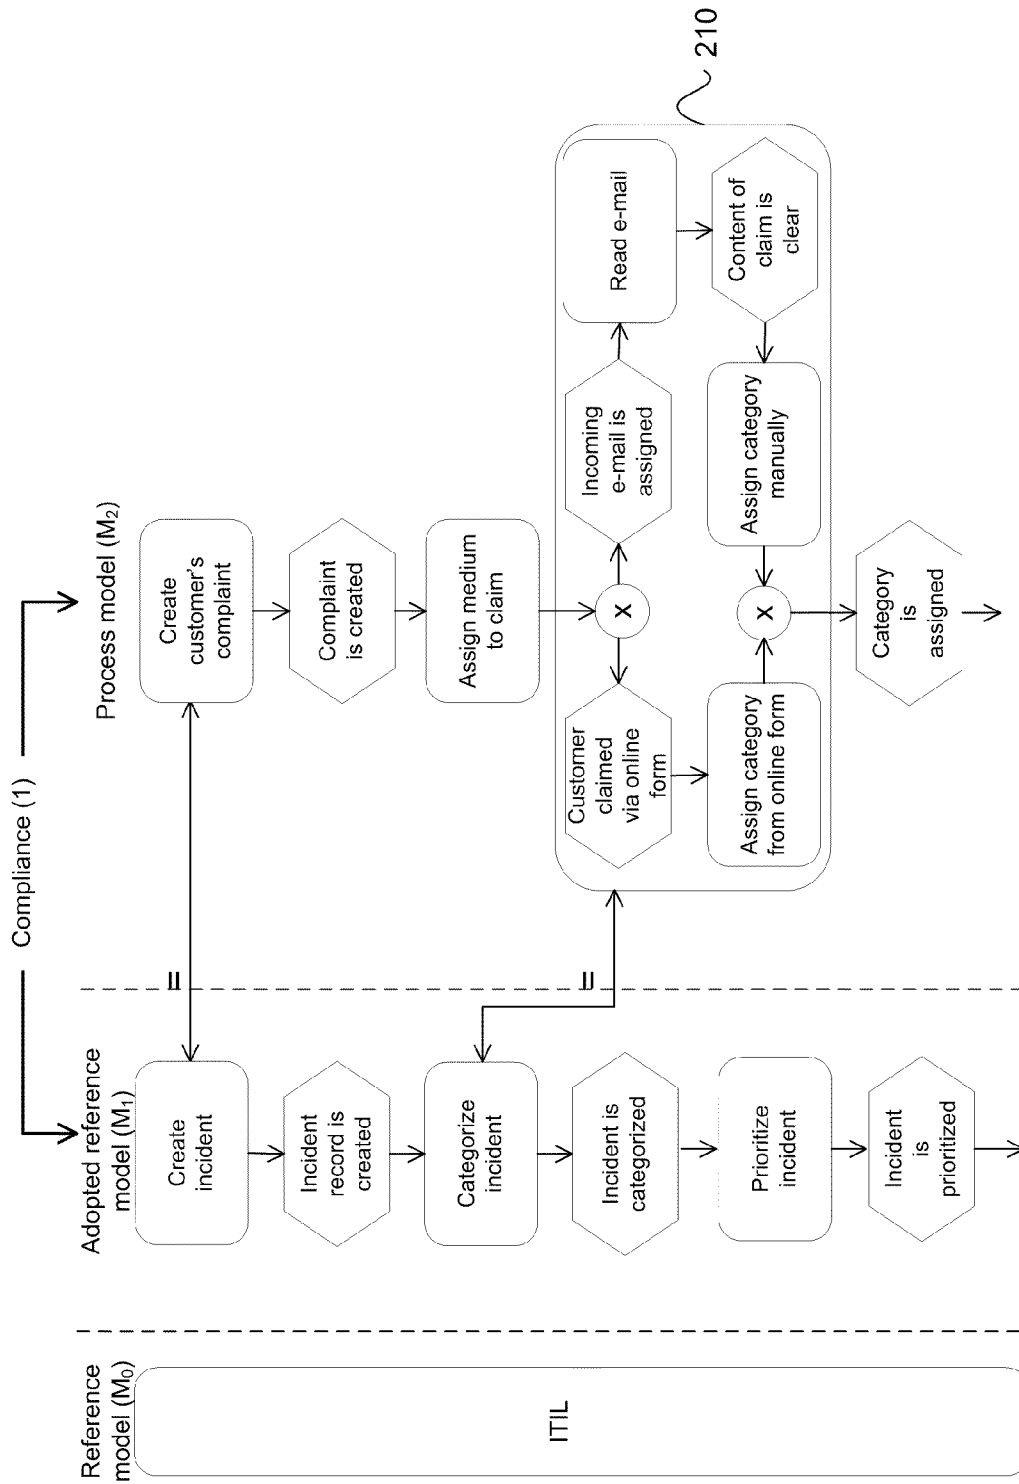 Compliance (1)
Reference
model (M₀)
ITIL
Adopted reference
model (M₁)
Create
incident
Incident
record is
created
Categorize
incident
Incident is
categorized
Prioritize
incident
Incident
is
prioritized
=
=
Process model (M₂)
Create
customer's
complaint
Complaint
is created
Assign medium
to claim
X
Customer
claimed
via online
form
Assign category
from online form
Incoming
e-mail is
assigned
Read e-mail
Content of
claim is
clear
Assign category
manually
X
Category
is
assigned
210